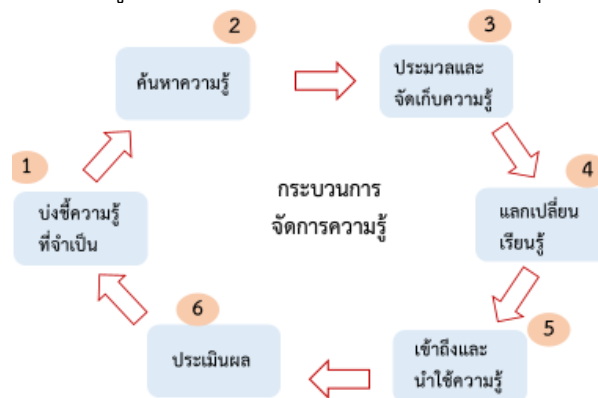 2
ค้นหาความรู้
3
ประมวลและ
จัดเก็บความรู้
1
บ่งชี้ความรู้
ที่จำเป็น
กระบวนการ
จัดการความรู้
4
แลกเปลี่ยน
เรียนรู้
6
ประเมินผล
5
เข้าถึงและ
นำใช้ความรู้